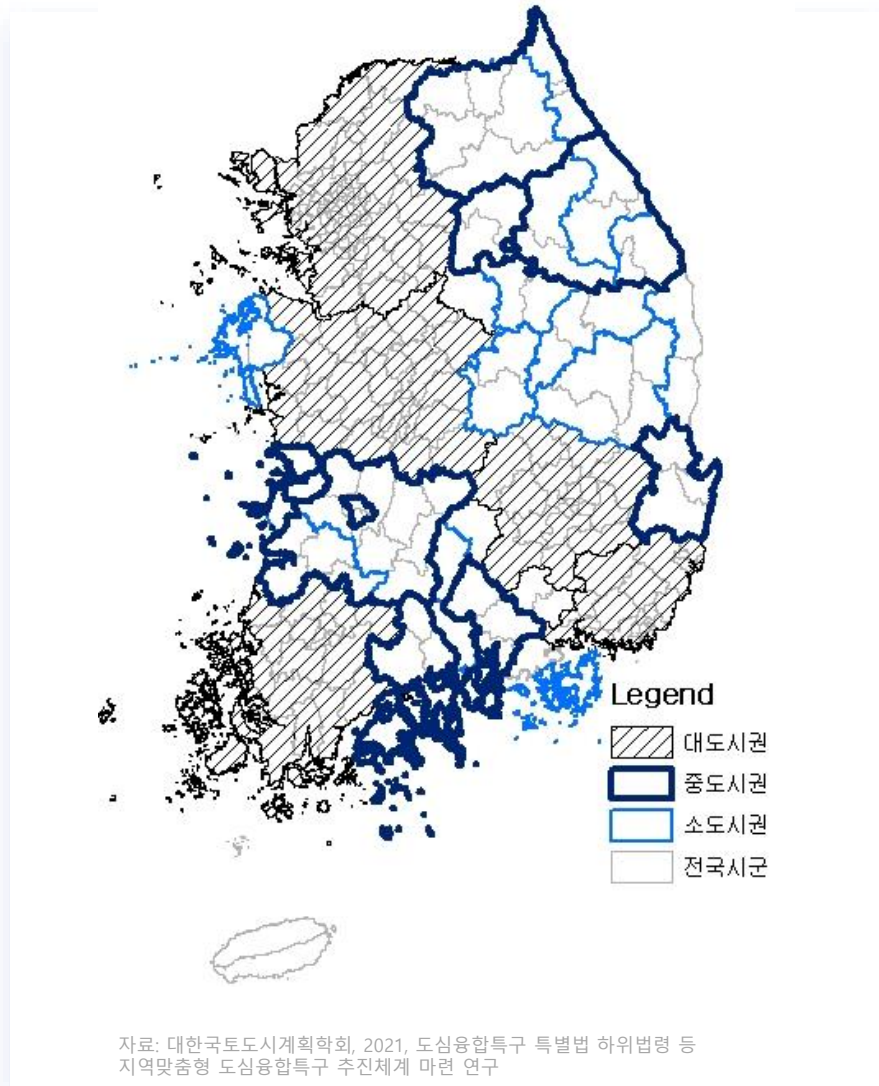 Legend
대도시권
중도시권
소도시권
전국시군
자료: 대한국토도시계획학회, 2021, 도심융합특구 특별법 하위법령 등
지역맞춤형 도심융합특구 추진체계 마련 연구